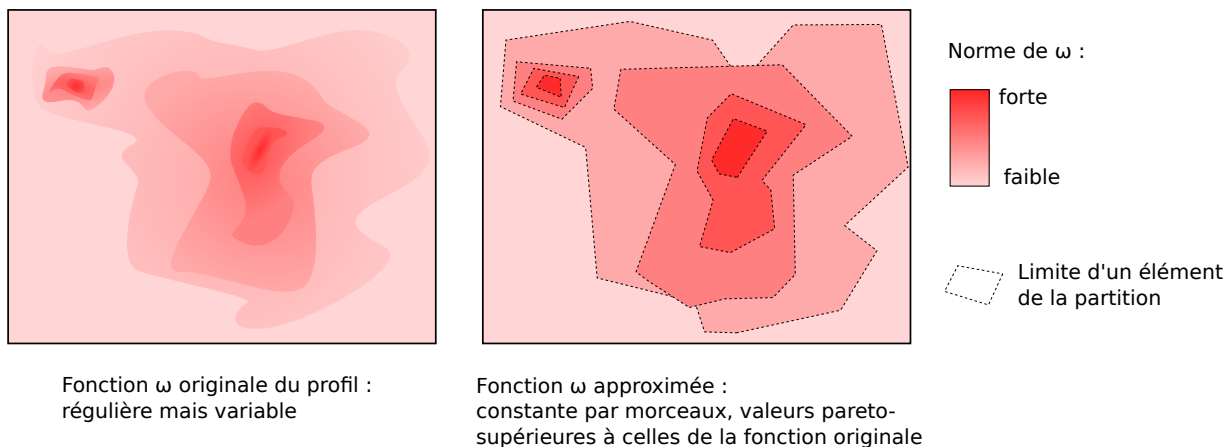 Norme de ω :
forte
faible
Limite d'un élément
de la partition
Fonction ω originale du profil :
régulière mais variable
Fonction ω approximée :
constante par morceaux, valeurs pareto-
supérieures à celles de la fonction originale